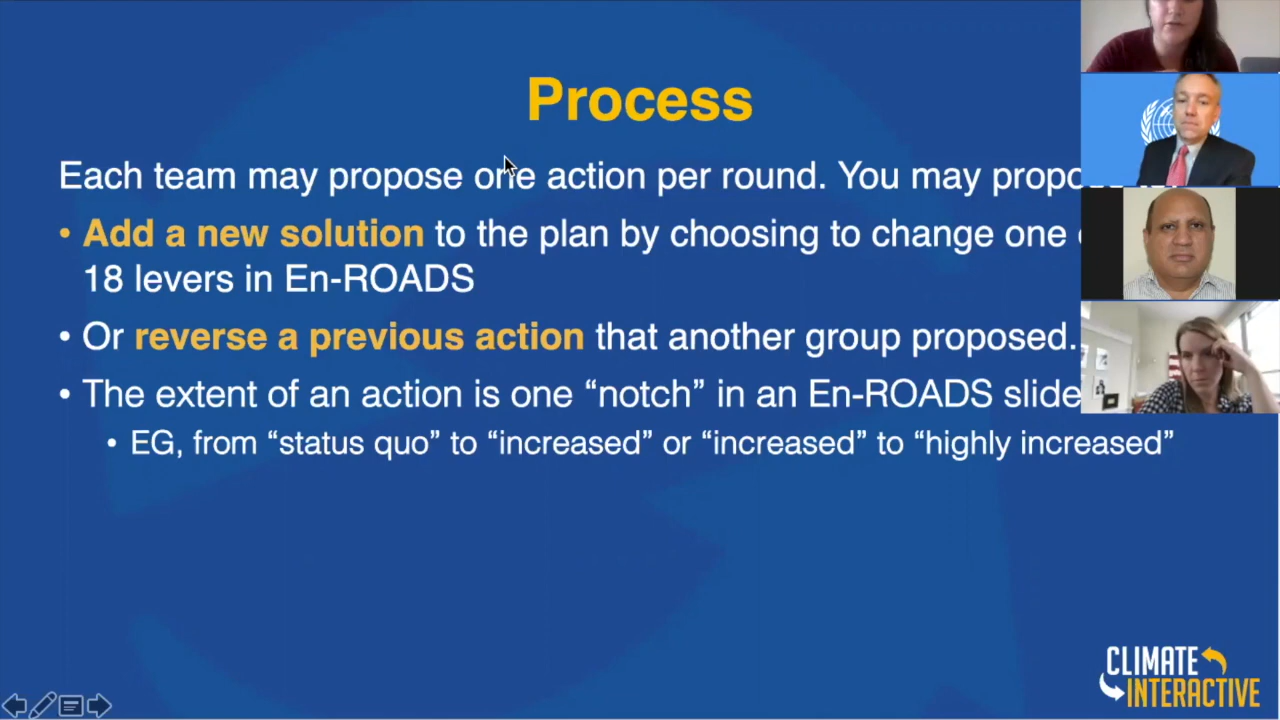 Process
Each team may propose one action per round. You may
• Add a new solution to the plan by choosing to change one
18 levers in En-ROADS
• Or reverse a previous action that another group proposed.
• The extent of an action is one “notch” in an En-ROADS
• EG, from “status quo” to “increased” or “increased” to “highly increased”
CLIMATE
INTERACTIVE